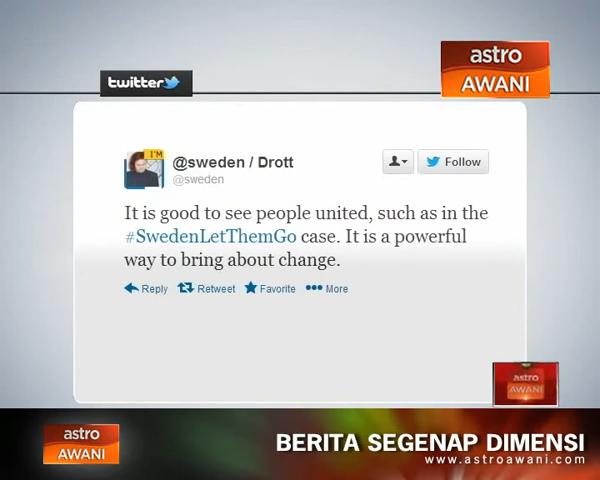 twitter
astro
AWANI
I'M
@sweden / Drott
@sweden
Follow
It is good to see people united, such as in the
#SwedenLetThemGo case. It is a powerful
way to bring about change.
Reply Retweet Favorite More
astro
AWANI
astro
AWANI
BERITA SEGENAP DIMENSI
www.astroawani.com